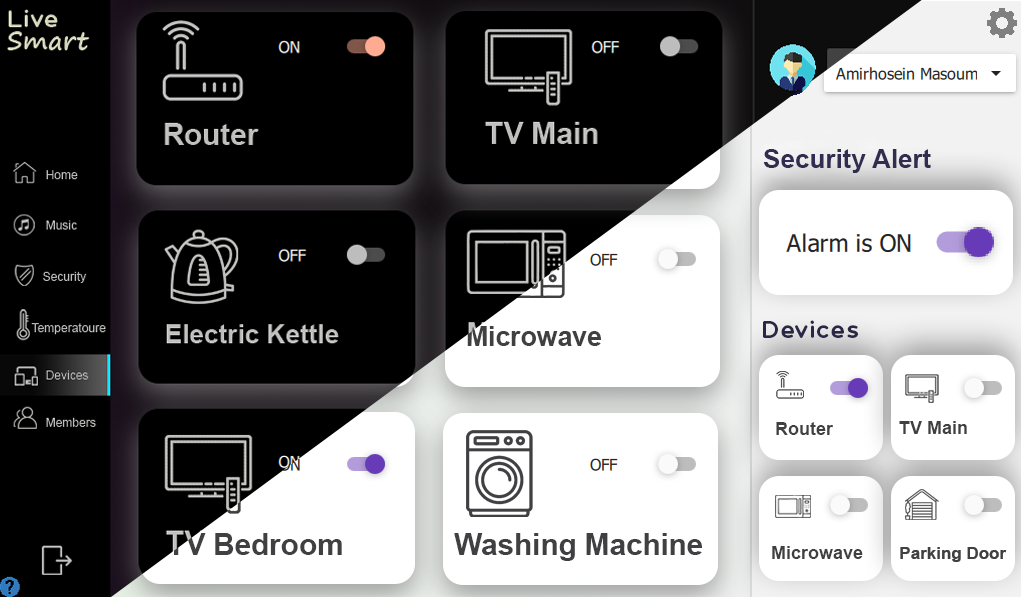 Live
Smart
Home
Music
Security
Temperatoure
Devices
Members
?
ON
Router
OFF
TV Main
OFF
Electric Kettle
OFF
Microwave
ON
TV Bedroom
OFF
Washing Machine
Amirhosein Masoum
Security Alert
Alarm is ON
Devices
Router
TV Main
Microwave
Parking Door